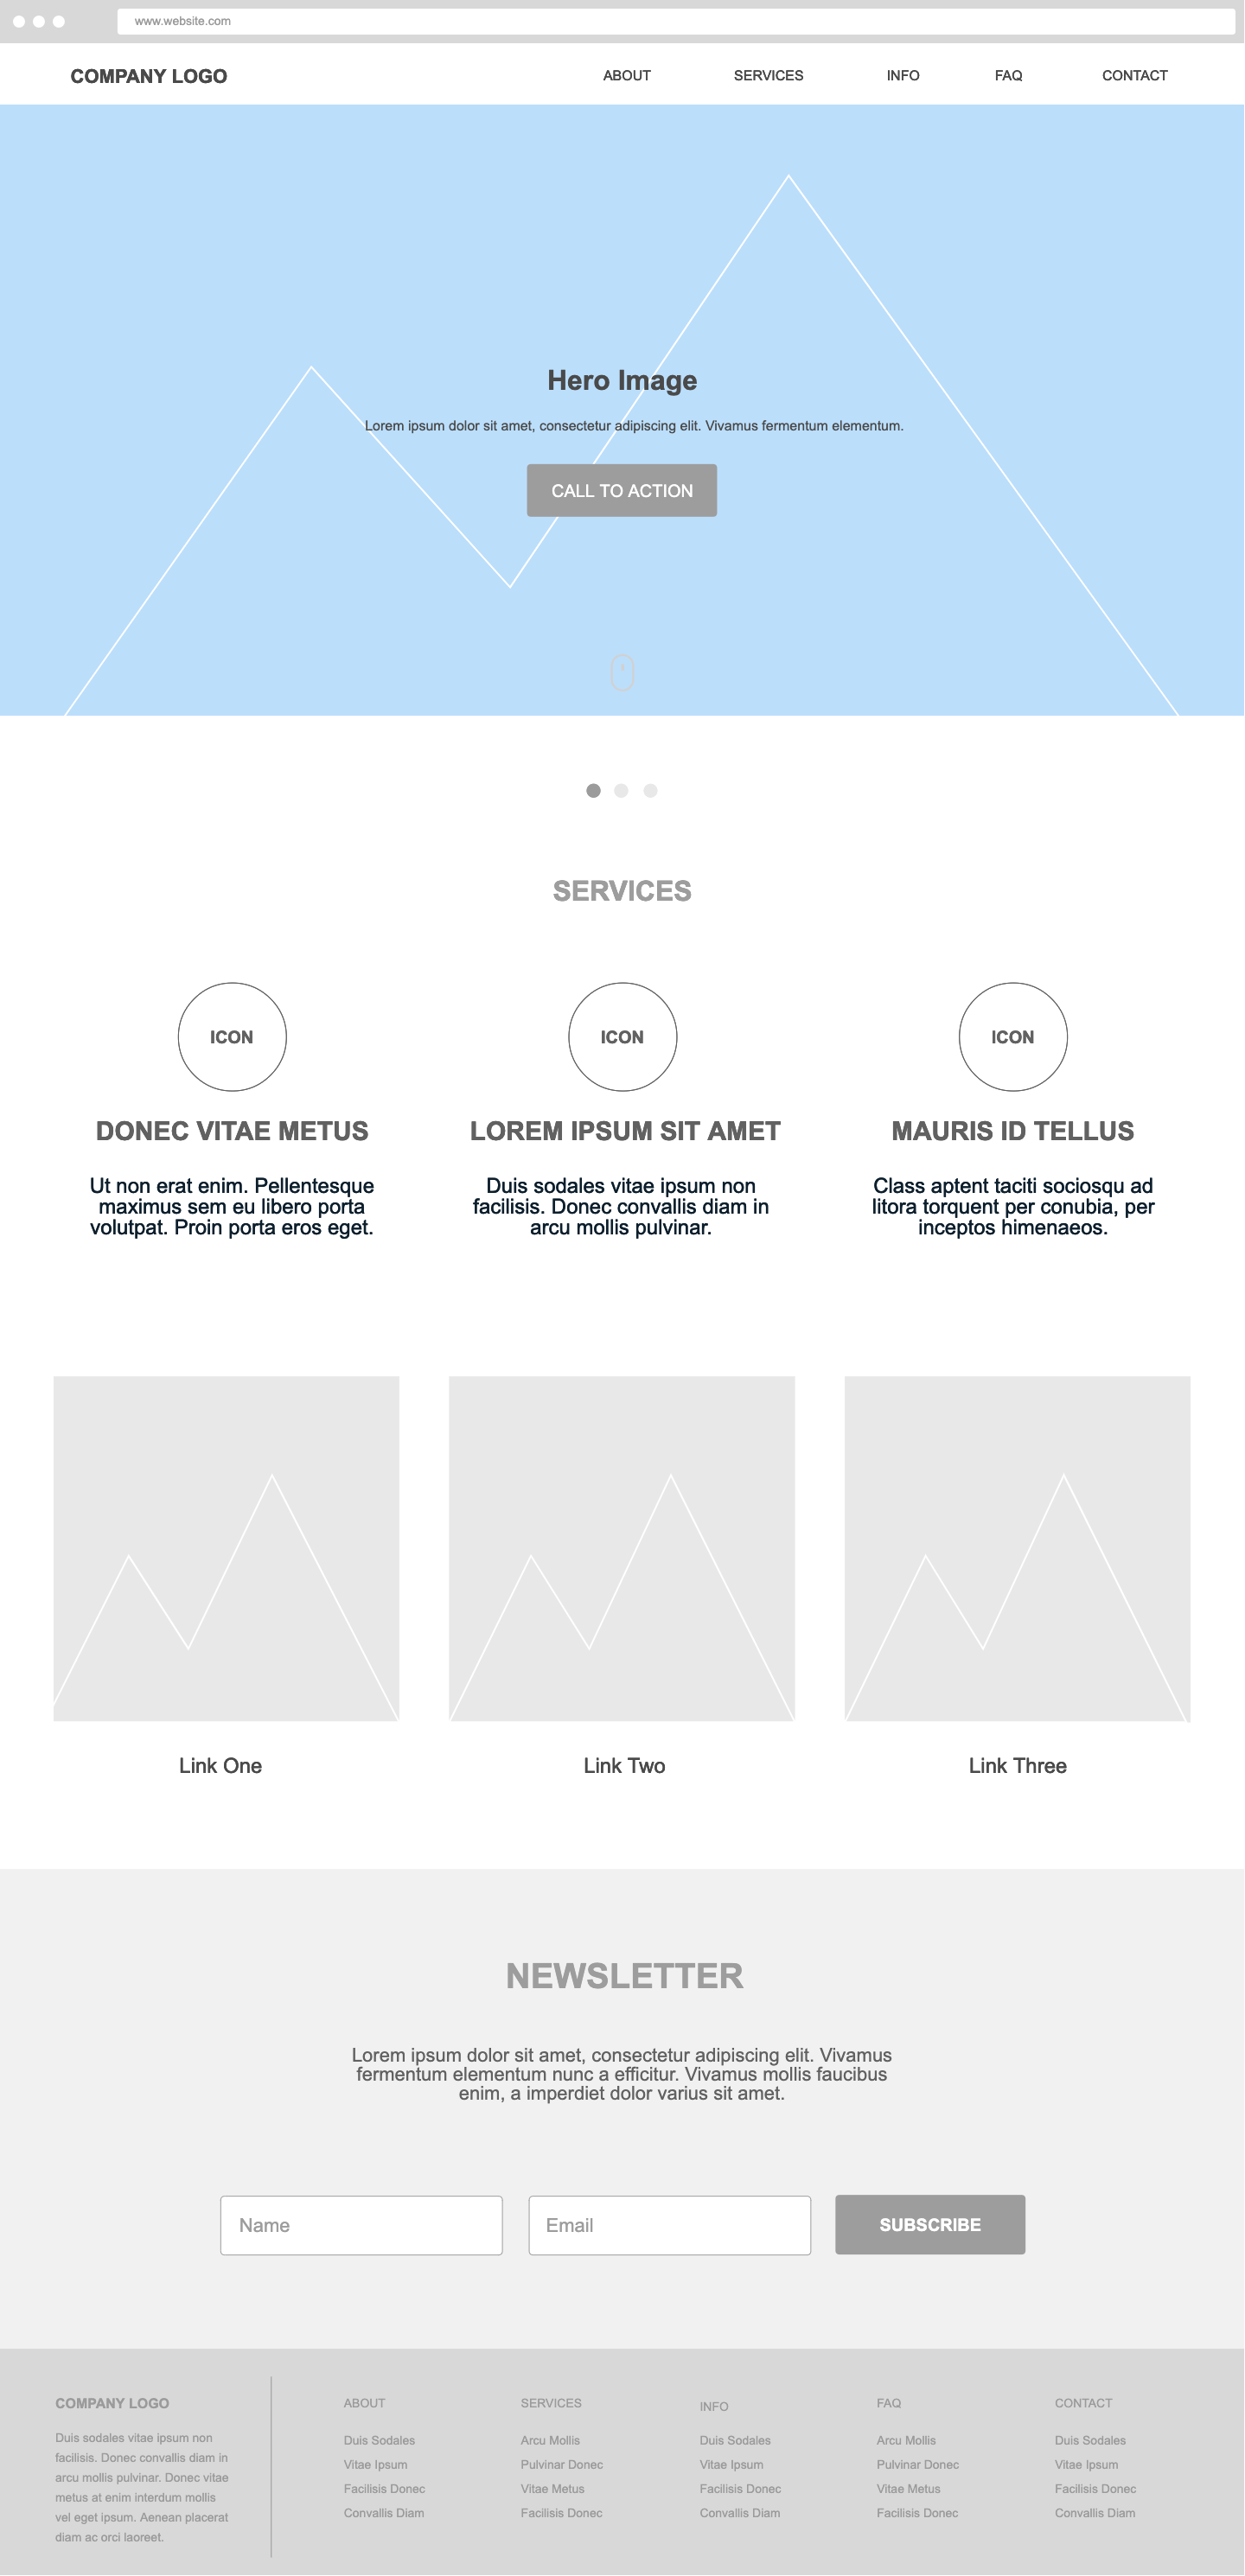 www.website.com
COMPANY LOGO
ABOUT
SERVICES
INFO
FAQ
CONTACT
Hero Image
Lorem ipsum dolor sit amet, consectetur adipiscing elit. Vivamus fermentum elementum.
CALL TO ACTION
SERVICES
ICON
DONEC VITAE METUS
Ut non erat enim. Pellentesque
maximus sem eu libero porta
volutpat. Proin porta eros eget.
ICON
LOREM IPSUM SIT AMET
Duis sodales vitae ipsum non
facilisis. Donec convallis diam in
arcu mollis pulvinar.
ICON
MAURIS ID TELLUS
Class aptent taciti sociosqu ad
litora torquent per conubia, per
inceptos himenaeos.
Link One
Link Two
Link Three
NEWSLETTER
Lorem ipsum dolor sit amet, consectetur adipiscing elit. Vivamus
fermentum elementum nunc a efficitur. Vivamus mollis faucibus
enim, a imperdiet dolor varius sit amet.
Name
Email
SUBSCRIBE
COMPANY LOGO
Duis sodales vitae ipsum non
facilisis. Donec convallis diam in
arcu mollis pulvinar. Donec vitae
metus at enim interdum mollis
vel eget ipsum. Aenean placerat
diam ac orci laoreet.
ABOUT
Duis Sodales
Vitae Ipsum
Facilisis Donec
Convallis Diam
SERVICES
Arcu Mollis
Pulvinar Donec
Vitae Metus
Facilisis Donec
INFO
Duis Sodales
Vitae Ipsum
Facilisis Donec
Convallis Diam
FAQ
Arcu Mollis
Pulvinar Donec
Vitae Metus
Facilisis Donec
CONTACT
Duis Sodales
Vitae Ipsum
Facilisis Donec
Convallis Diam